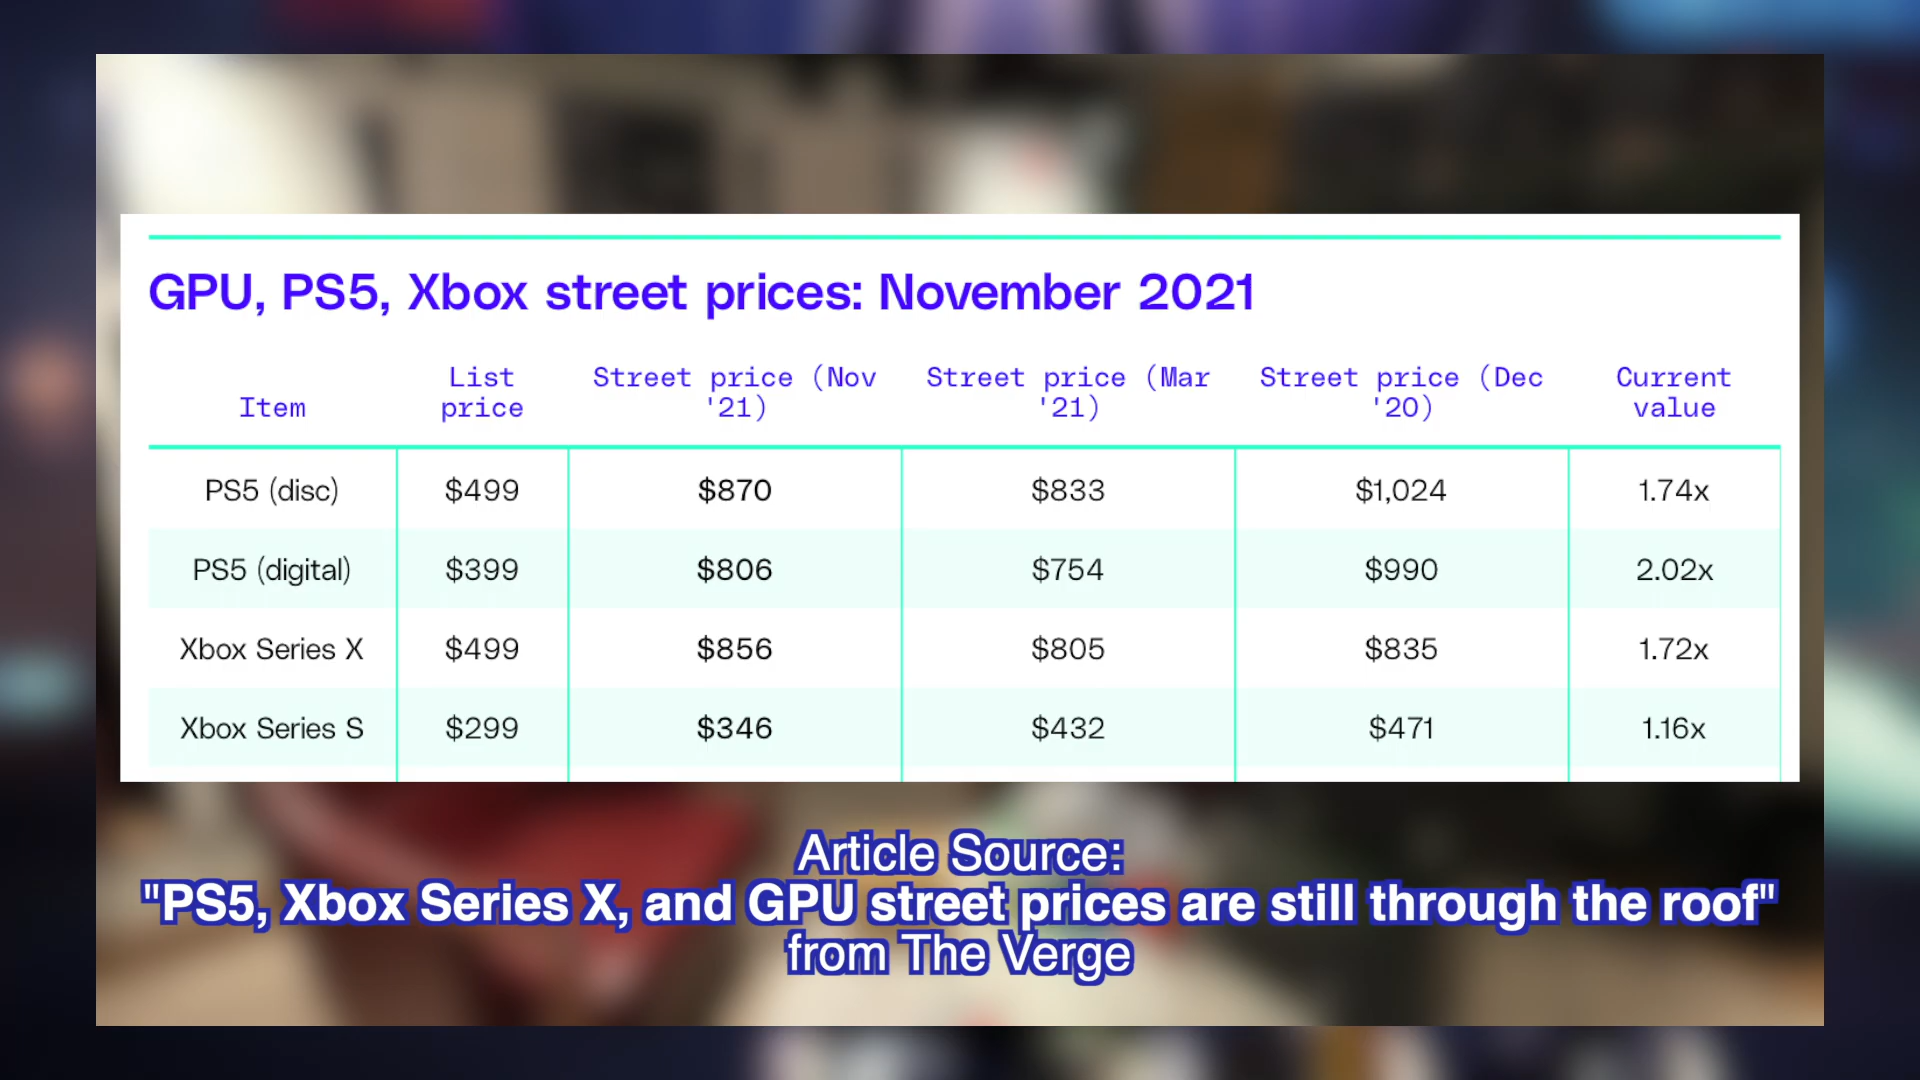 GPU, PS5, Xbox street prices: November 2021
Item List price Street price (Nov '21) Street price (Mar '21) Street price (Dec '20) Current value
PS5 (disc) $499 $870 $833 $1,024 1.74x
PS5 (digital) $399 $806 $754 $990 2.02x
Xbox Series X $499 $856 $805 $835 1.72x
Xbox Series S $299 $346 $432 $471 1.16x
Article Source:
"PS5, Xbox Series X, and GPU street prices are still through the roof"
from The Verge